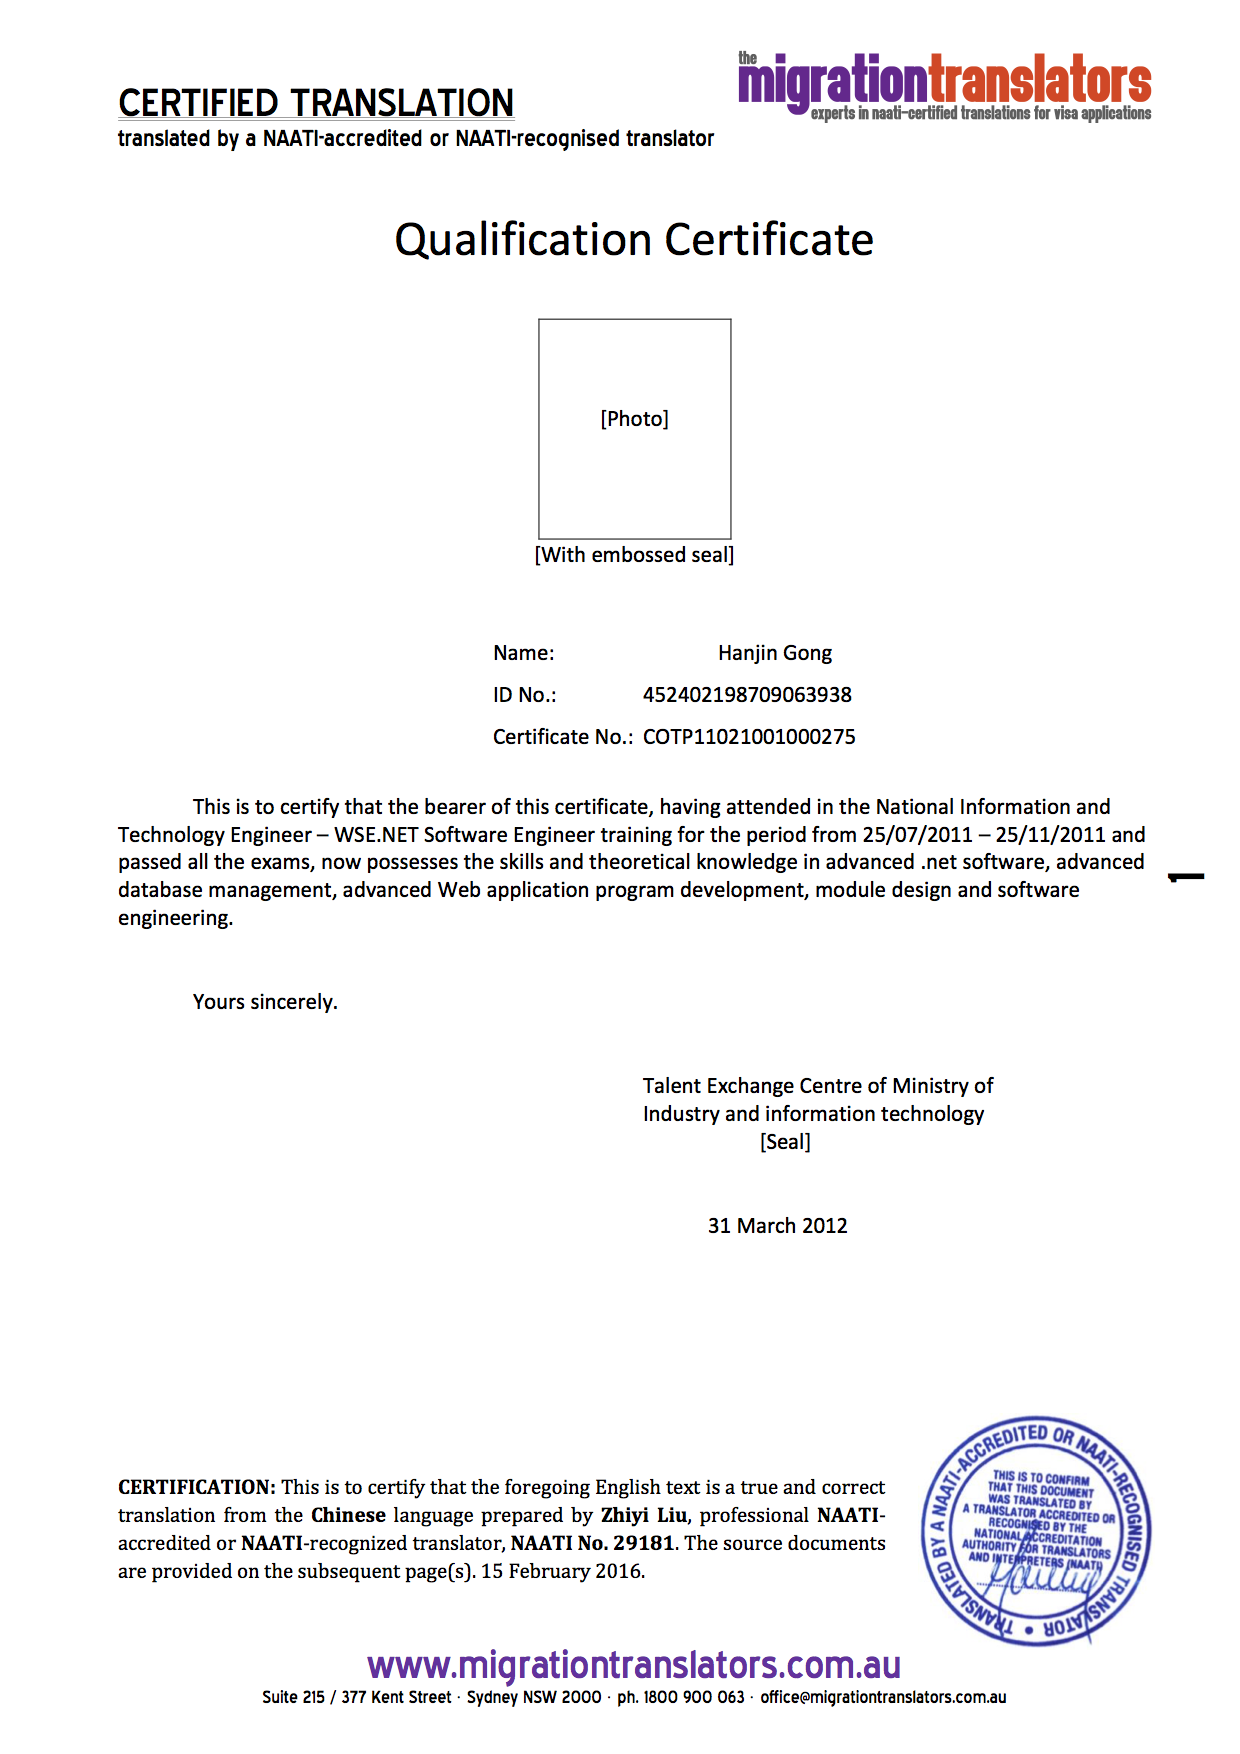 the
migrationtranslators
experts in naati-certified translations for visa applications
CERTIFIED TRANSLATION
translated by a NAATI-accredited or NAATI-recognised translator
Qualification Certificate
[Photo]
[With embossed seal]
Name: Hanjin Gong
ID No.: 452402198709063938
Certificate No.: COTP11021001000275
This is to certify that the bearer of this certificate, having attended in the National Information and
Technology Engineer – WSE.NET Software Engineer training for the period from 25/07/2011 – 25/11/2011 and
passed all the exams, now possesses the skills and theoretical knowledge in advanced .net software, advanced
database management, advanced Web application program development, module design and software
engineering.
1
Yours sincerely.
Talent Exchange Centre of Ministry of
Industry and information technology
[Seal]
31 March 2012
CERTIFICATION: This is to certify that the foregoing English text is a true and correct
translation from the Chinese language prepared by Zhiyi Liu, professional NAATI-
accredited or NAATI-recognized translator, NAATI No. 29181. The source documents
are provided on the subsequent page(s). 15 February 2016.
TRANSLATED BY A NAATI-ACCREDITED OR NAATI-RECOGNISED TRANSLATOR •
THIS IS TO CONFIRM
THAT THIS DOCUMENT
WAS TRANSLATED BY
A TRANSLATOR ACCREDITED OR
RECOGNISED BY THE
NATIONAL ACCREDITATION
AUTHORITY FOR TRANSLATORS
AND INTERPRETERS (NAATI)
www.migrationtranslators.com.au
Suite 215 / 377 Kent Street · Sydney NSW 2000 · ph. 1800 900 063 · office@migrationtranslators.com.au